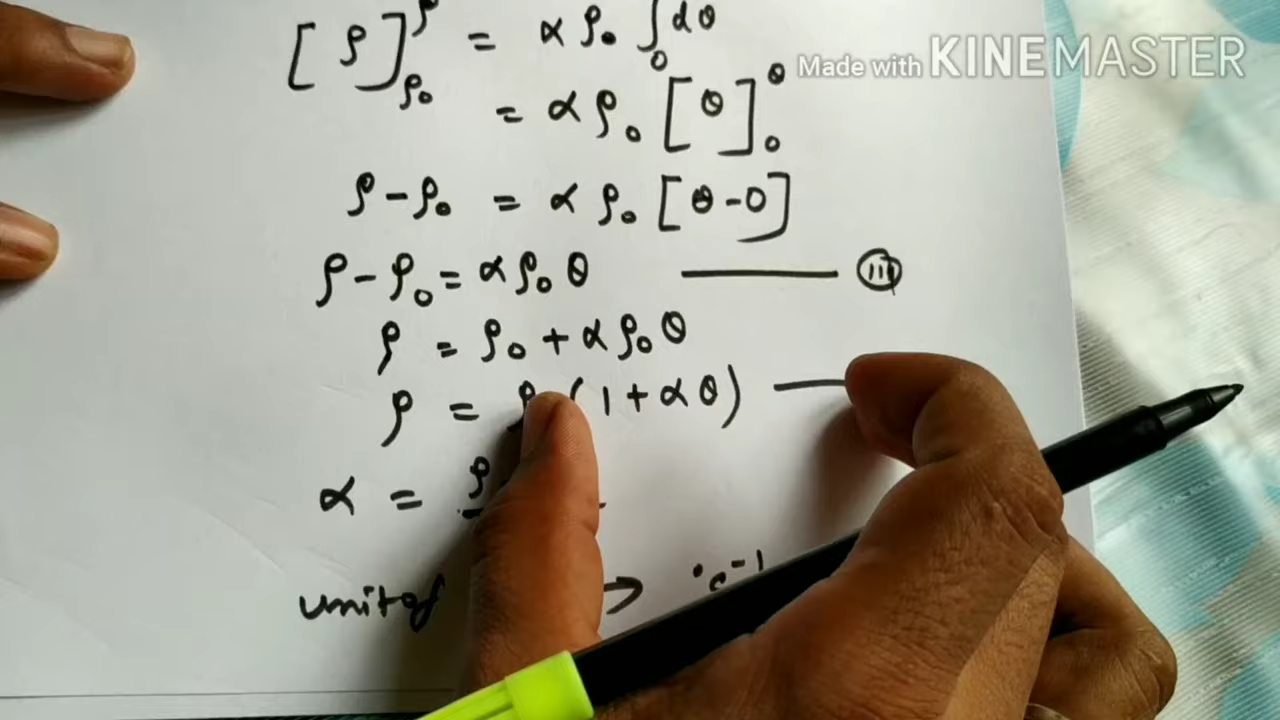 [ρ]ρ₀^ρ = αρ₀ ∫₀ dθ
Made with KINEMASTER
= αρ₀ [θ]₀^θ
ρ-ρ₀ = αρ₀ [θ-0]
ρ-ρ₀ = αρ₀θ —— (iii)
ρ = ρ₀ + αρ₀θ
ρ = ρ (1+αθ) —
α = ρ
unit of → °c⁻¹